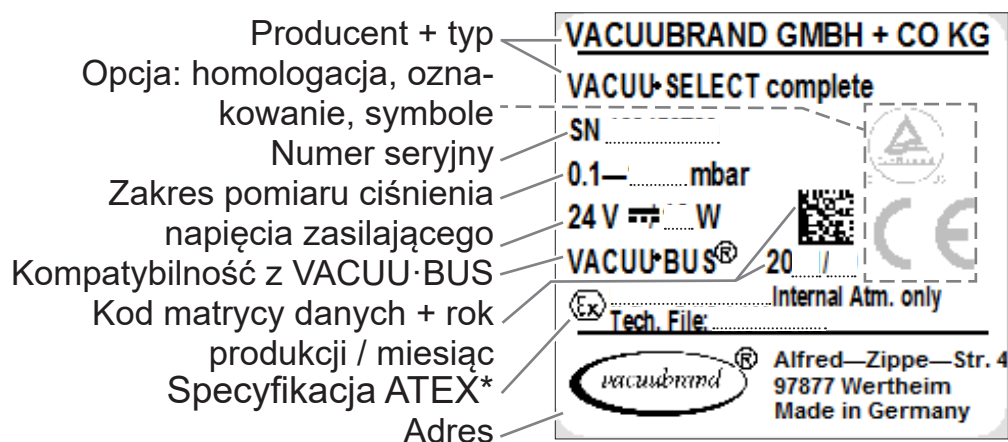 Producent + typ
Opcja: homologacja, ozna-
kowanie, symbole
Numer seryjny
Zakres pomiaru ciśnienia
napięcia zasilającego
Kompatybilność z VACUU·BUS
Kod matrycy danych + rok
produkcji / miesiąc
Specyfikacja ATEX*
Adres
VACUUBRAND GMBH + CO KG
VACUU•SELECT complete
SN
0.1— mbar
24 V W
VACUU•BUS® 20 /
CE
Ex Internal Atm. only
Tech. File:
vacuubrand ®
Alfred—Zippe—Str. 4
97877 Wertheim
Made in Germany